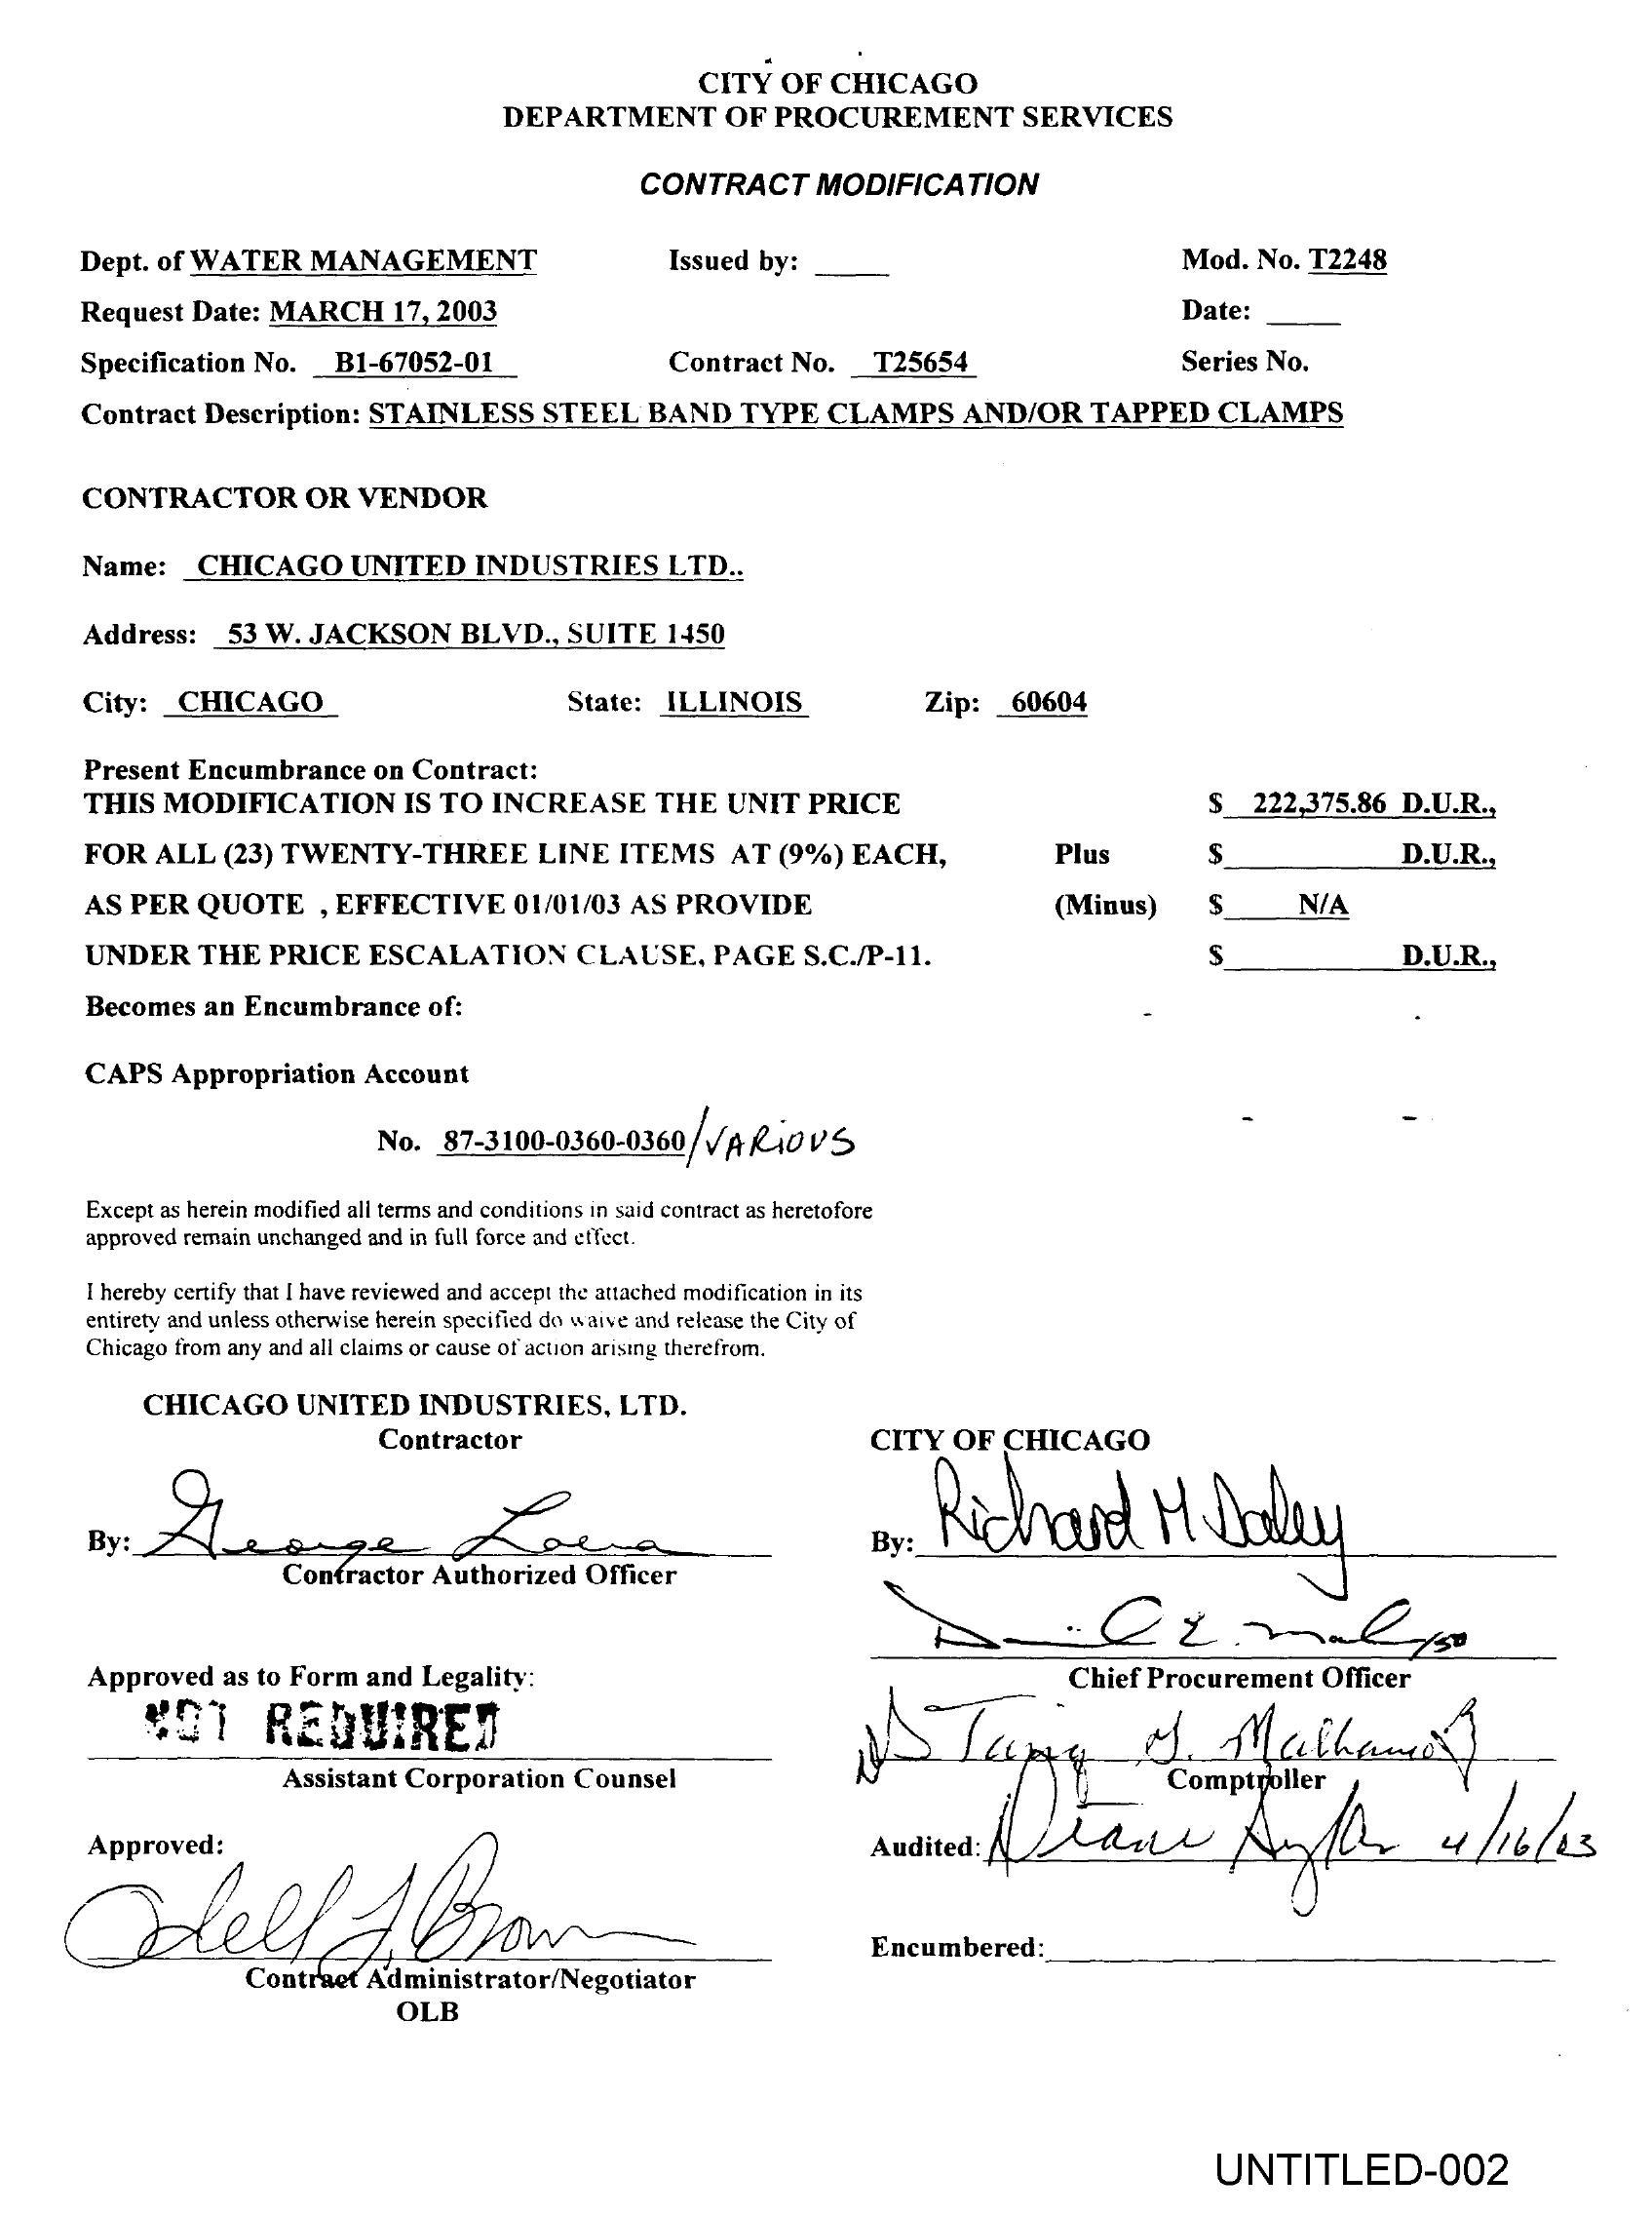 CITY OF CHICAGO
DEPARTMENT OF PROCUREMENT SERVICES
CONTRACT MODIFICATION
Dept. of WATER MANAGEMENT Issued by: ____ Mod. No. T2248
Request Date: MARCH 17, 2003 Date: ____
Specification No. B1-67052-01 Contract No. T25654 Series No.
Contract Description: STAINLESS STEEL BAND TYPE CLAMPS AND/OR TAPPED CLAMPS
CONTRACTOR OR VENDOR
Name: CHICAGO UNITED INDUSTRIES LTD..
Address: 53 W. JACKSON BLVD., SUITE 1450
City: CHICAGO State: ILLINOIS Zip: 60604
Present Encumbrance on Contract:
THIS MODIFICATION IS TO INCREASE THE UNIT PRICE $ 222,375.86 D.U.R.,
FOR ALL (23) TWENTY-THREE LINE ITEMS AT (9%) EACH, Plus $ D.U.R.,
AS PER QUOTE , EFFECTIVE 01/01/03 AS PROVIDE (Minus) $ N/A
UNDER THE PRICE ESCALATION CLAUSE, PAGE S.C./P-11. $ D.U.R.,
Becomes an Encumbrance of:
CAPS Appropriation Account
No. 87-3100-0360-0360/VARIOUS
Except as herein modified all terms and conditions in said contract as heretofore
approved remain unchanged and in full force and effect.
I hereby certify that I have reviewed and accept the attached modification in its
entirety and unless otherwise herein specified do waive and release the City of
Chicago from any and all claims or cause of action arising therefrom.
CHICAGO UNITED INDUSTRIES, LTD.
Contractor CITY OF CHICAGO
By: George Loera By: Richard M Daley
Contractor Authorized Officer
Approved as to Form and Legality: Chief Procurement Officer
NOT REQUIRED
Assistant Corporation Counsel Comptroller
Approved: Audited: Diane 4/16/03
Odell J. Brown
Encumbered:
Contract Administrator/Negotiator
OLB
UNTITLED-002